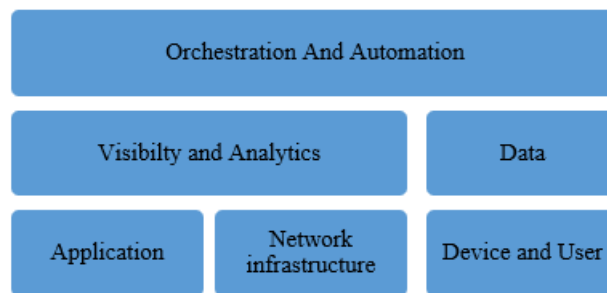 Orchestration And Automation
Visibilty and Analytics
Data
Application
Network
infrastructure
Device and User